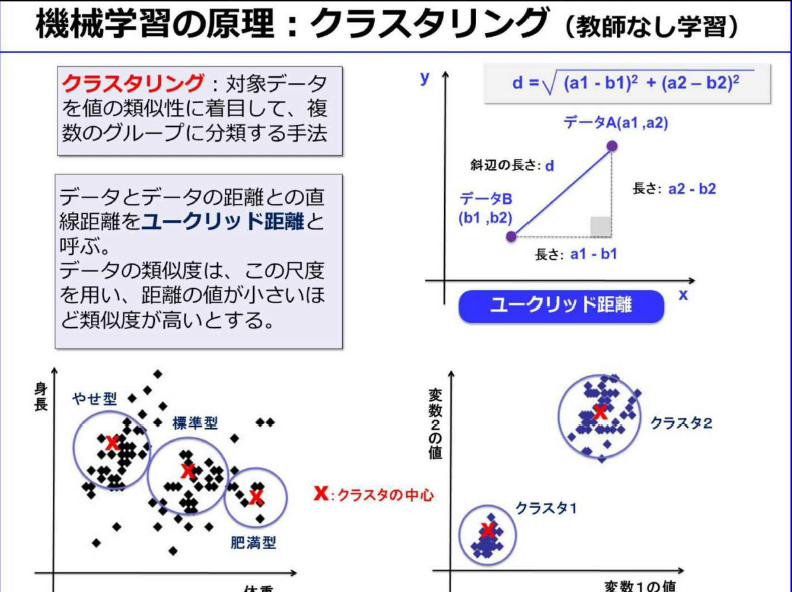 機械学習の原理：クラスタリング（教師なし学習）
クラスタリング：対象データ
を値の類似性に着目して、複
数のグループに分類する手法
データとデータの距離との直
線距離をユークリッド距離と
呼ぶ。
データの類似度は、この尺度
を用い、距離の値が小さいほ
ど類似度が高いとする。
y
d =√ (a1 - b1)² + (a2 – b2)²
データA(a1 ,a2)
斜辺の長さ: d
長さ: a2 - b2
データB
(b1 ,b2)
長さ: a1 - b1
x
ユークリッド距離
身長
やせ型
標準型
肥満型
体重
X:クラスタの中心
変数2の値
クラスタ2
クラスタ1
変数1の値